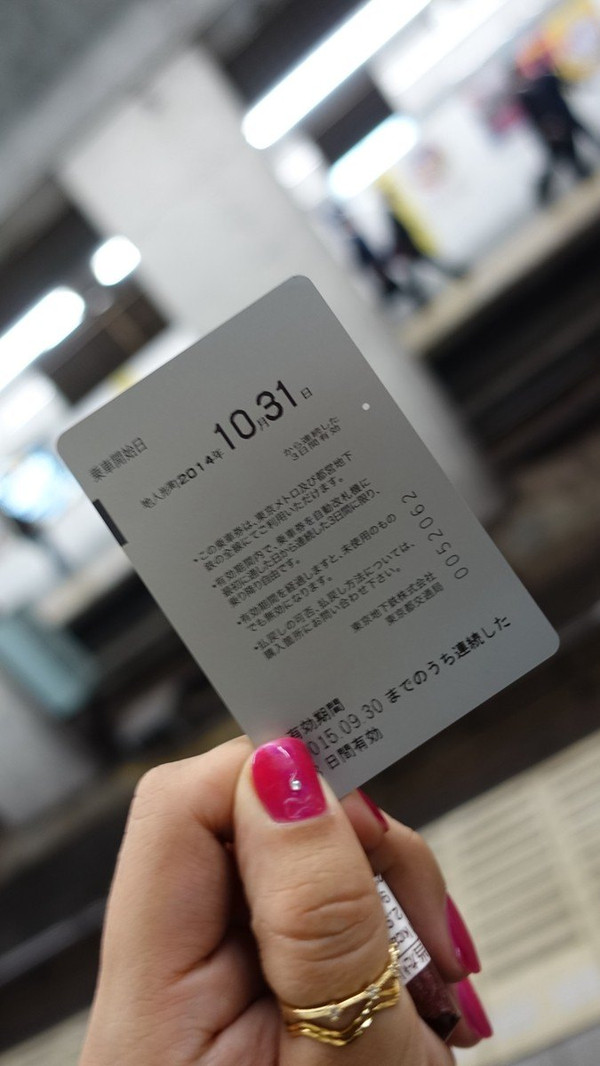 乗車開始日
地人形町2014年10月31日
から連続した
3日間有効
•この乗車券は、東京メトロ及び都営地下
鉄の全線にてご利用いただけます。
•有効期間内で、乗車券を自動改札機に
最初に通した日から連続した3日間に限り、
乗り降り自由です。
•有効期間を経過しますと、未使用のもの
でも無効になります。
•払戻しの可否、払戻し方法については、
購入箇所にお問い合わせ下さい。
東京地下鉄株式会社
東京都交通局
0052062
有効期間
015.09.30 までのうち連続した
日間有効